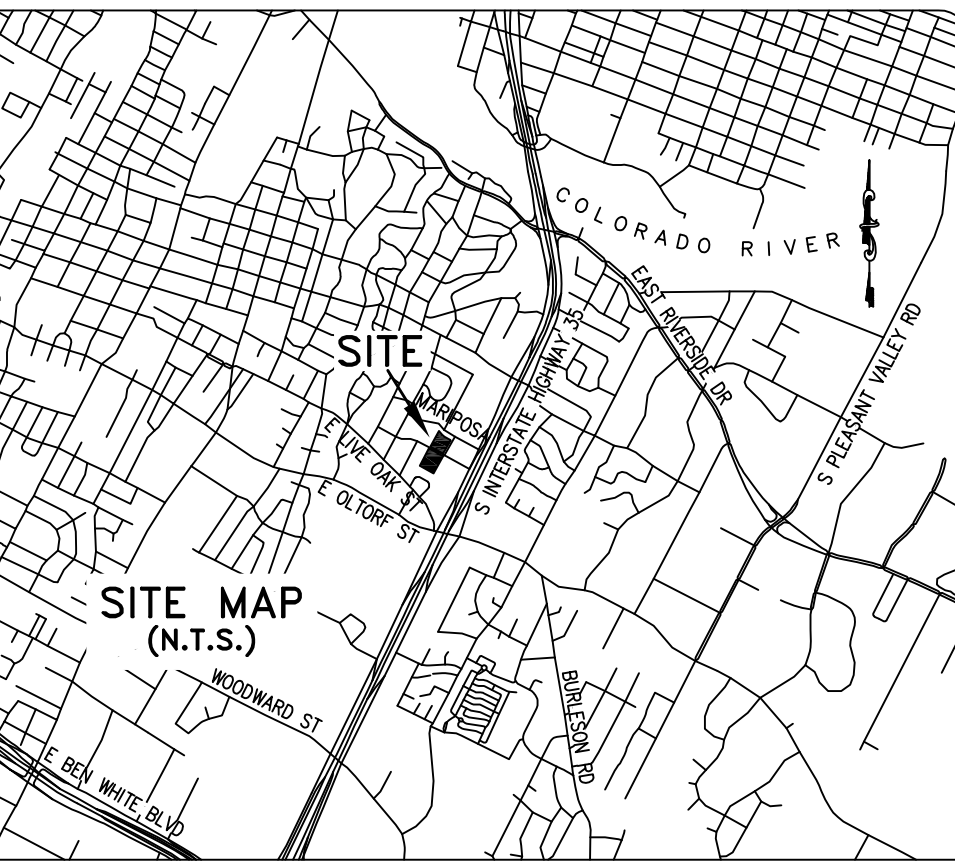 COLORADO RIVER
EAST RIVERSIDE DR
S PLEASANT VALLEY RD
S INTERSTATE HIGHWAY 35
SITE
MARIPOSA
E LIVE OAK ST
E OLTORF ST
SITE MAP
(N.T.S.)
WOODWARD ST
BURLESON RD
E BEN WHITE BLVD